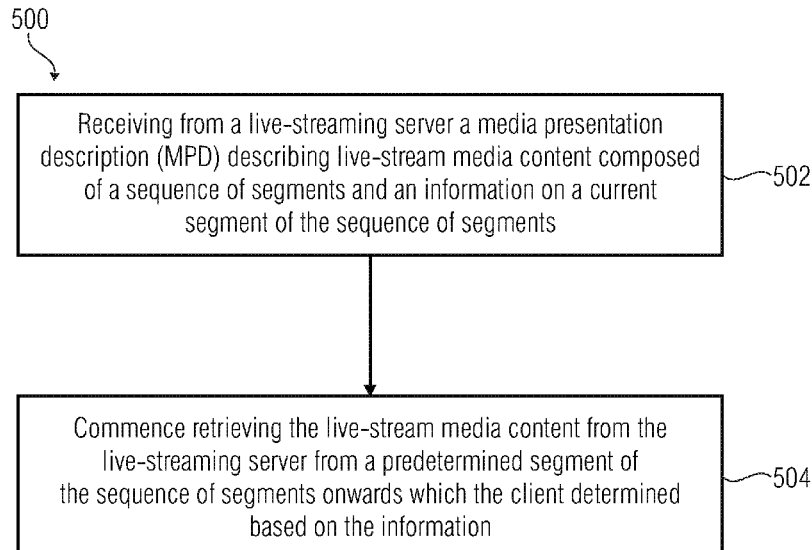 500
Receiving from a live-streaming server a media presentation
description (MPD) describing live-stream media content composed
of a sequence of segments and an information on a current
segment of the sequence of segments
502
Commence retrieving the live-stream media content from the
live-streaming server from a predetermined segment of
the sequence of segments onwards which the client determined
based on the information
504